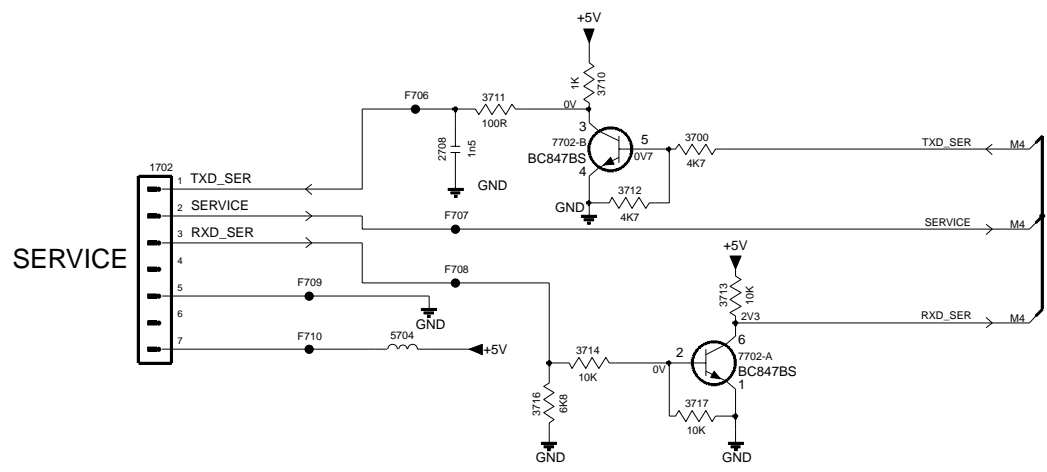 +5V
1K
3710
F706
3711
100R
0V
2708
1n5
GND
3
7702-B
BC847BS
4
5
0V7
3700
4K7
TXD_SER
M4
3712
4K7
GND
1702
1 TXD_SER
2 SERVICE
3 RXD_SER
4
5
6
7
SERVICE
F707
SERVICE
M4
F708
F709
GND
F710
5704
+5V
+5V
3713
10K
2V3
RXD_SER
M4
6
7702-A
BC847BS
1
2
0V
3714
10K
3716
6K8
3717
10K
GND
GND